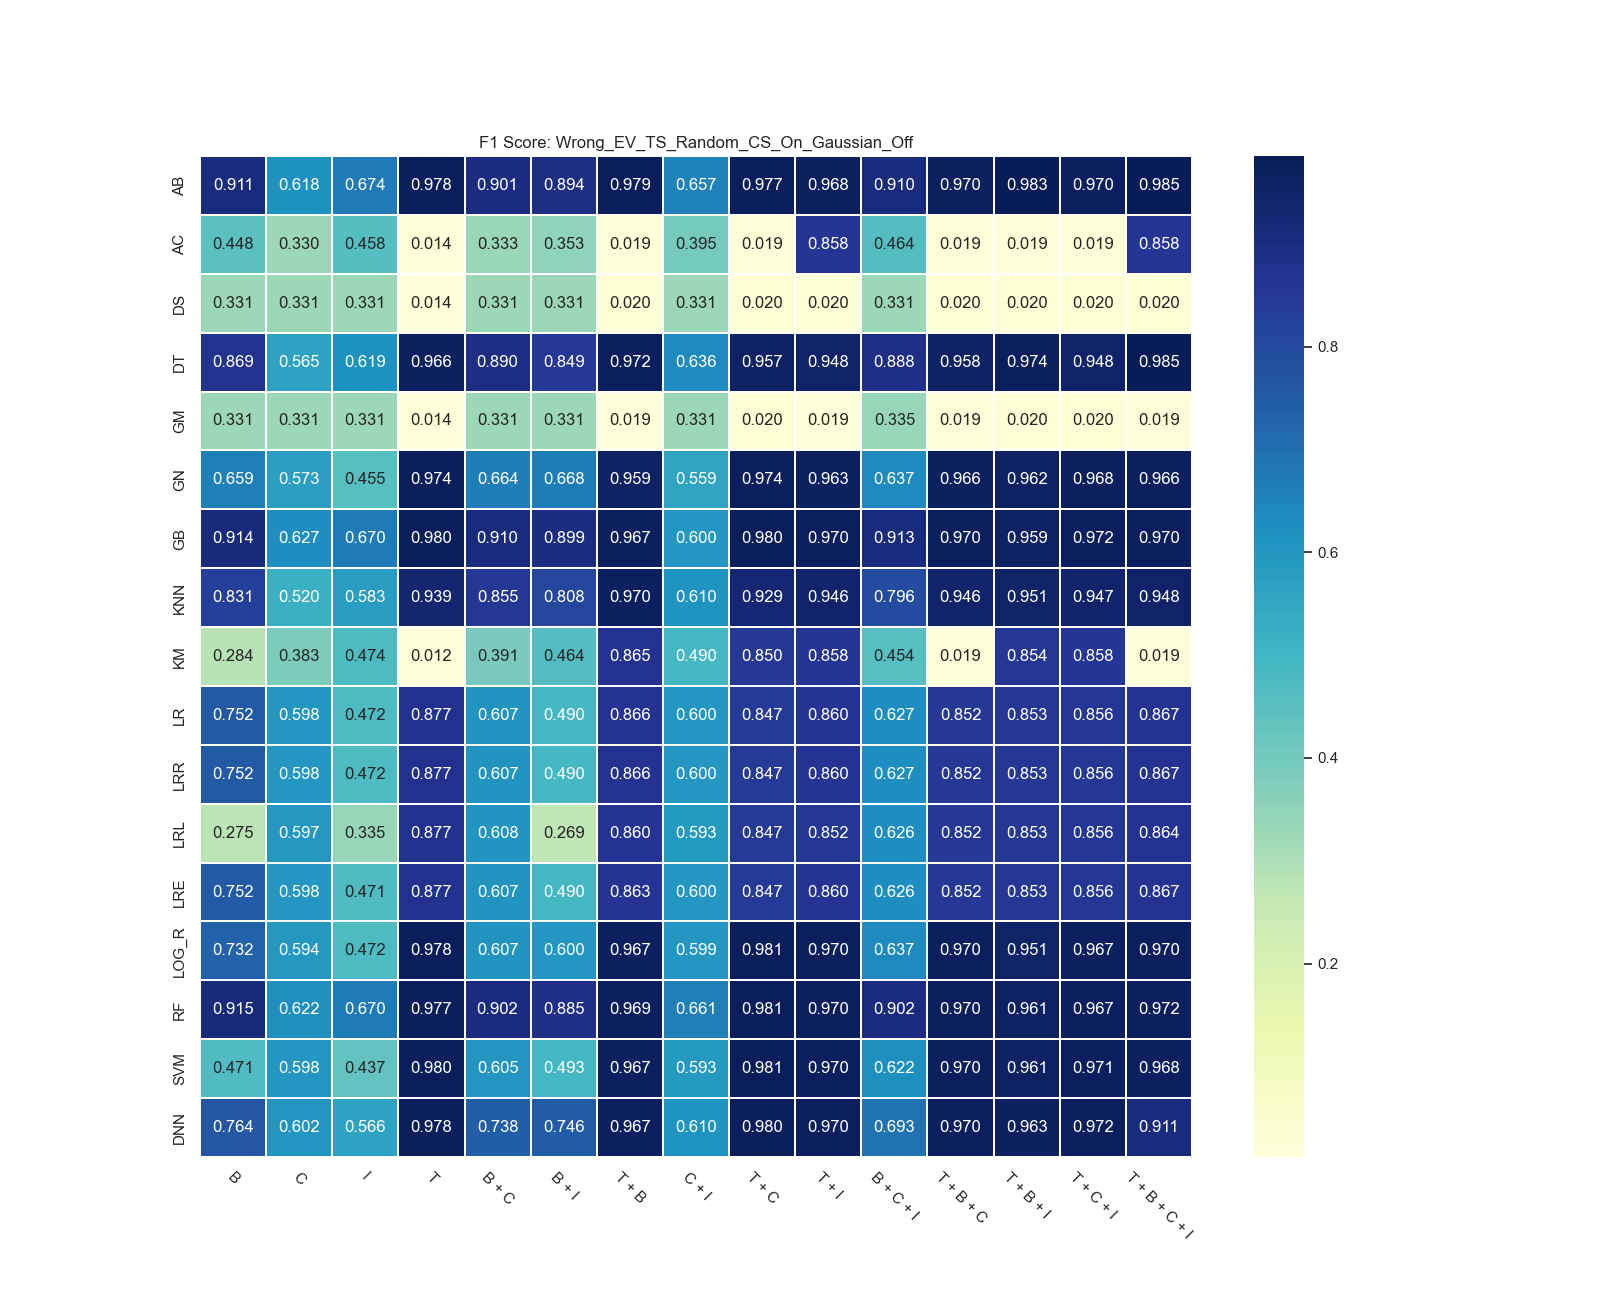 F1 Score: Wrong_EV_TS_Random_CS_On_Gaussian_Off
AB 0.911 0.618 0.674 0.978 0.901 0.894 0.979 0.657 0.977 0.968 0.910 0.970 0.983 0.970 0.985
AC 0.448 0.330 0.458 0.014 0.333 0.353 0.019 0.395 0.019 0.858 0.464 0.019 0.019 0.019 0.858
DS 0.331 0.331 0.331 0.014 0.331 0.331 0.020 0.331 0.020 0.020 0.331 0.020 0.020 0.020 0.020
DT 0.869 0.565 0.619 0.966 0.890 0.849 0.972 0.636 0.957 0.948 0.888 0.958 0.974 0.948 0.985
GM 0.331 0.331 0.331 0.014 0.331 0.331 0.019 0.331 0.020 0.019 0.335 0.019 0.020 0.020 0.019
GN 0.659 0.573 0.455 0.974 0.664 0.668 0.959 0.559 0.974 0.963 0.637 0.966 0.962 0.968 0.966
GB 0.914 0.627 0.670 0.980 0.910 0.899 0.967 0.600 0.980 0.970 0.913 0.970 0.959 0.972 0.970
KNN 0.831 0.520 0.583 0.939 0.855 0.808 0.970 0.610 0.929 0.946 0.796 0.946 0.951 0.947 0.948
KM 0.284 0.383 0.474 0.012 0.391 0.464 0.865 0.490 0.850 0.858 0.454 0.019 0.854 0.858 0.019
LR 0.752 0.598 0.472 0.877 0.607 0.490 0.866 0.600 0.847 0.860 0.627 0.852 0.853 0.856 0.867
LRR 0.752 0.598 0.472 0.877 0.607 0.490 0.866 0.600 0.847 0.860 0.627 0.852 0.853 0.856 0.867
LRL 0.275 0.597 0.335 0.877 0.608 0.269 0.860 0.593 0.847 0.852 0.626 0.852 0.853 0.856 0.864
LRE 0.752 0.598 0.471 0.877 0.607 0.490 0.863 0.600 0.847 0.860 0.626 0.852 0.853 0.856 0.867
LOG_R 0.732 0.594 0.472 0.978 0.607 0.600 0.967 0.599 0.981 0.970 0.637 0.970 0.951 0.967 0.970
RF 0.915 0.622 0.670 0.977 0.902 0.885 0.969 0.661 0.981 0.970 0.902 0.970 0.961 0.967 0.972
SVM 0.471 0.598 0.437 0.980 0.605 0.493 0.967 0.593 0.981 0.970 0.622 0.970 0.961 0.971 0.968
DNN 0.764 0.602 0.566 0.978 0.738 0.746 0.967 0.610 0.980 0.970 0.693 0.970 0.963 0.972 0.911
B C I T B + C B + I T + B C + I T + C T + I B + C + I T + B + C T + B + I T + C + I T + B + C + I
0.8
0.6
0.4
0.2